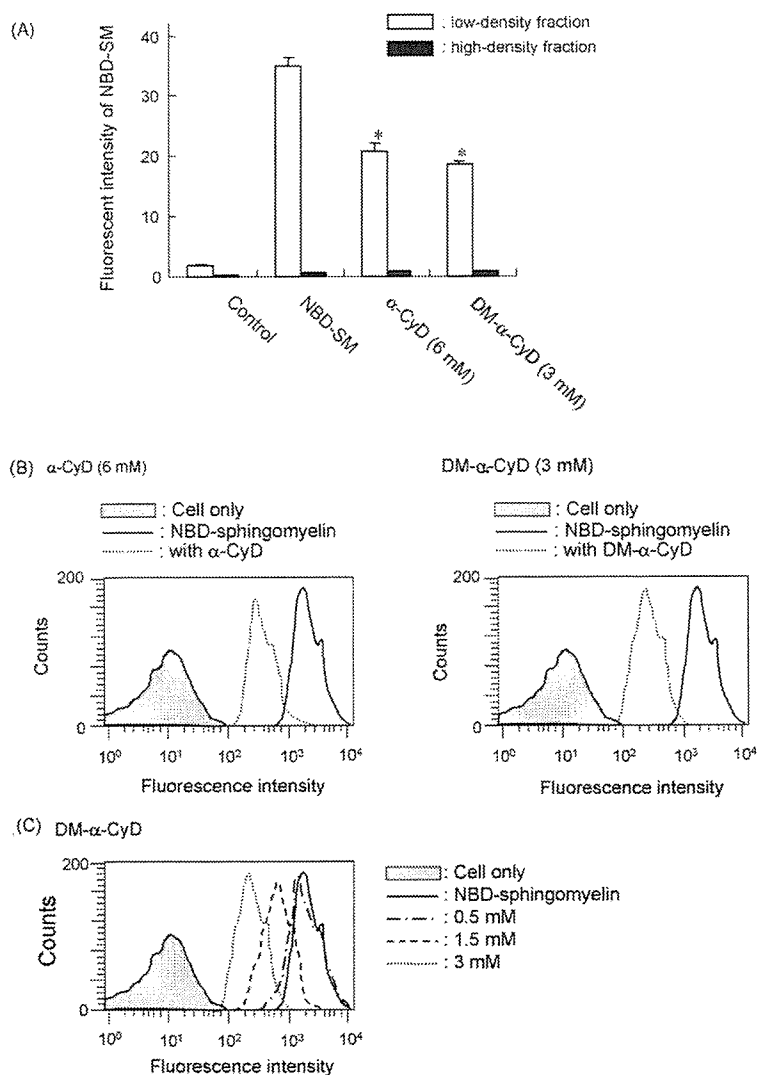 (A)
: low-density fraction
: high-density fraction
Fluorescent intensity of NBD-SM
40
30
20
10
0
*
*
Control
NBD-SM
α-CyD (6 mM)
DM-α-CyD (3 mM)
(B) α-CyD (6 mM)
: Cell only
: NBD-sphingomyelin
: with α-CyD
200
Counts
0
10⁰ 10¹ 10² 10³ 10⁴
Fluorescence intensity
DM-α-CyD (3 mM)
: Cell only
: NBD-sphingomyelin
: with DM-α-CyD
200
Counts
0
10⁰ 10¹ 10² 10³ 10⁴
Fluorescence intensity
(C) DM-α-CyD
200
Counts
0
10⁰ 10¹ 10² 10³ 10⁴
Fluorescence intensity
: Cell only
: NBD-sphingomyelin
: 0.5 mM
: 1.5 mM
: 3 mM